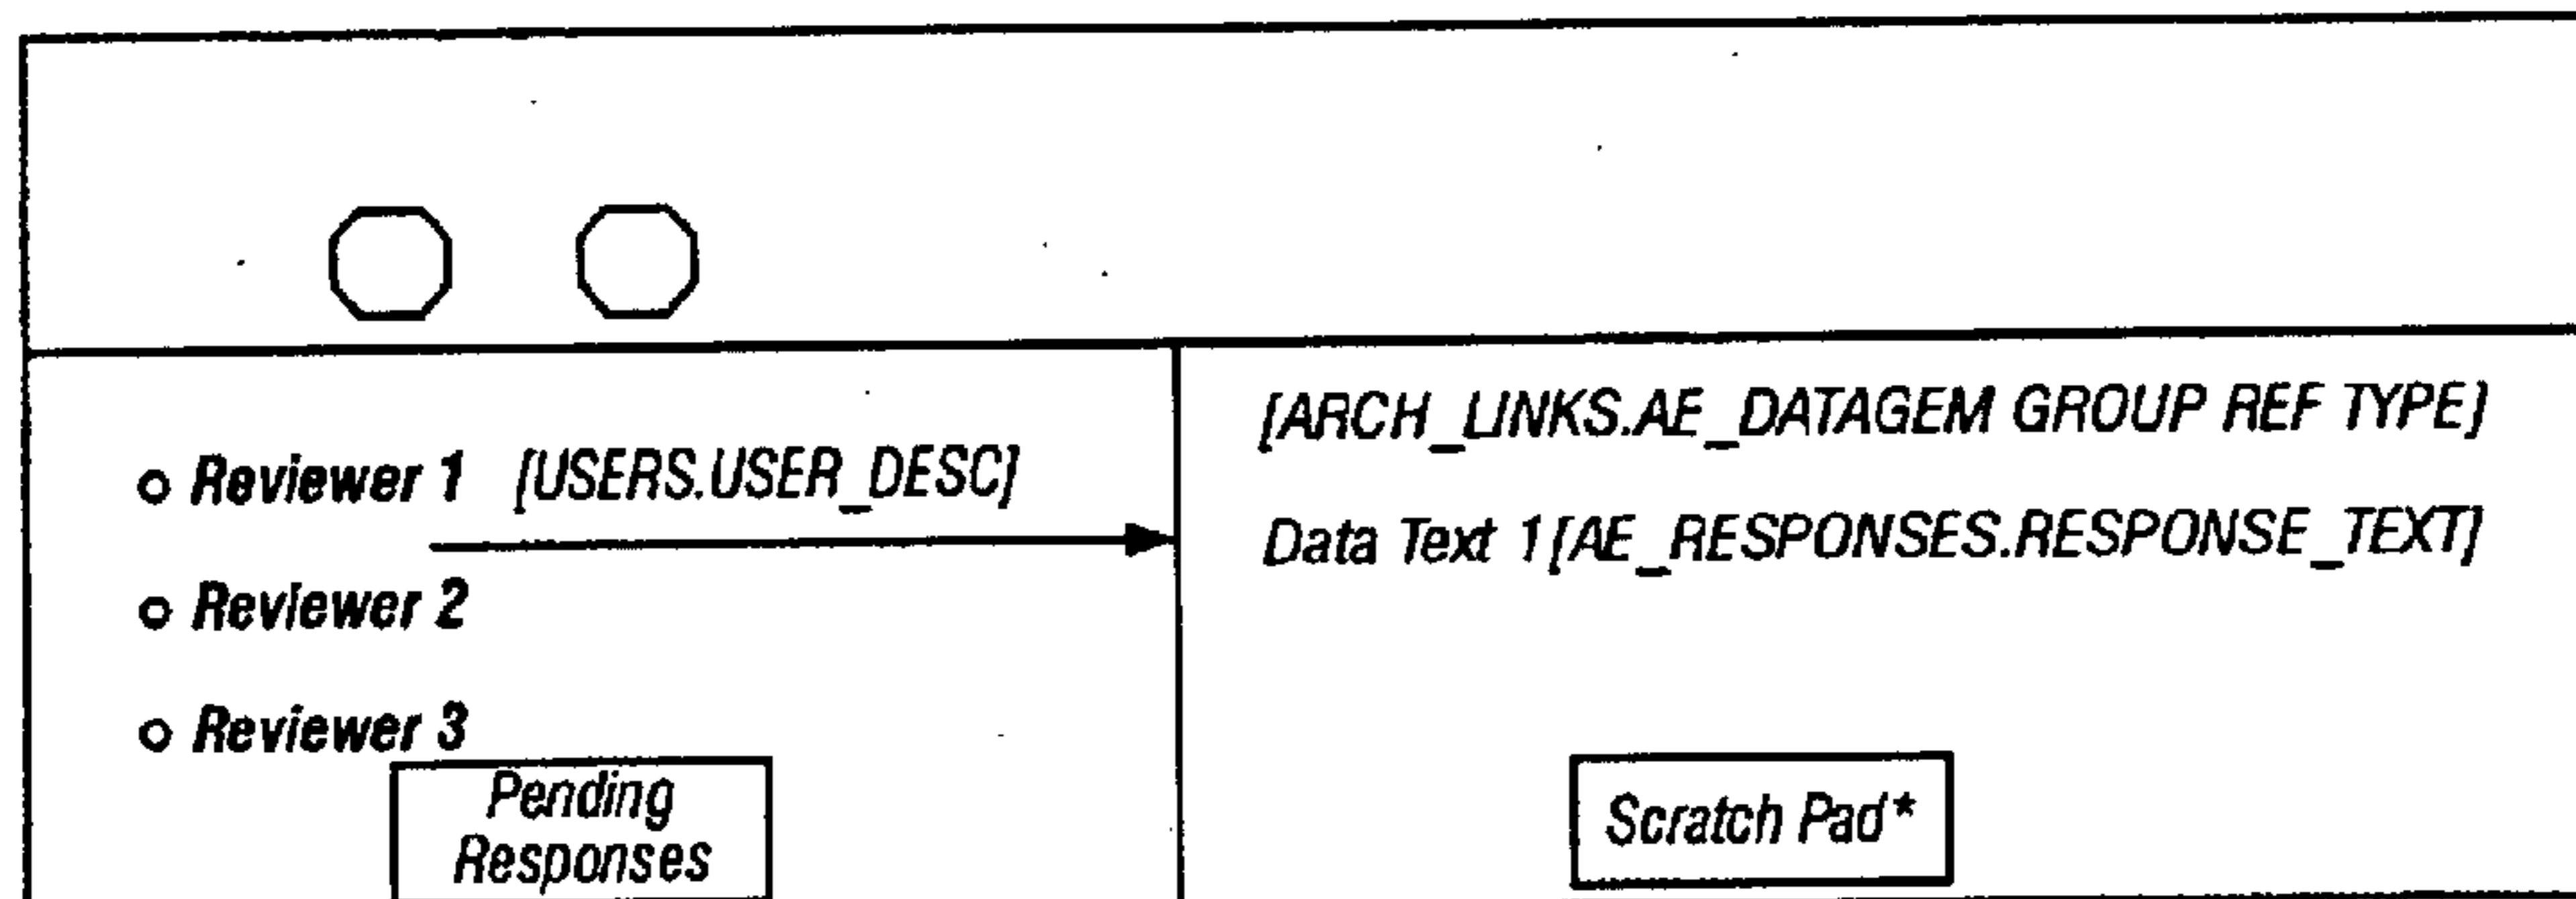 Reviewer 1 [USERS.USER_DESC]
Reviewer 2
Reviewer 3
Pending
Responses
[ARCH_LINKS.AE_DATAGEM GROUP REF TYPE]
Data Text 1[AE_RESPONSES.RESPONSE_TEXT]
Scratch Pad*